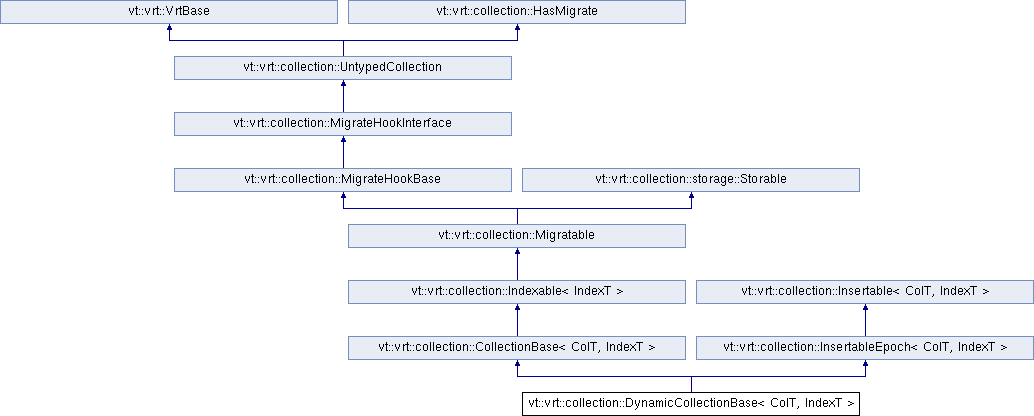 vt::vrt::VrtBase
vt::vrt::collection::HasMigrate
vt::vrt::collection::UntypedCollection
vt::vrt::collection::MigrateHookInterface
vt::vrt::collection::MigrateHookBase
vt::vrt::collection::storage::Storable
vt::vrt::collection::Migratable
vt::vrt::collection::Indexable< IndexT >
vt::vrt::collection::Insertable< ColT, IndexT >
vt::vrt::collection::CollectionBase< ColT, IndexT >
vt::vrt::collection::InsertableEpoch< ColT, IndexT >
vt::vrt::collection::DynamicCollectionBase< ColT, IndexT >